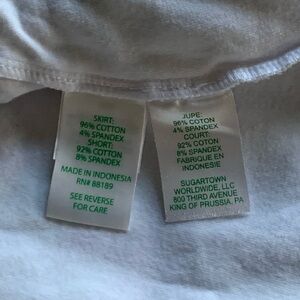 SKIRT:
96% COTTON
4% SPANDEX
SHORT:
92% COTTON
8% SPANDEX
MADE IN INDONESIA
RN# 88189
SEE REVERSE
FOR CARE
JUPE:
96% COTON
4% SPANDEX
COURT:
92% COTON
8% SPANDEX
FABRIQUE EN
INDONESIE
SUGARTOWN
WORLDWIDE, LLC
800 THIRD AVENUE
KING OF PRUSSIA, PA